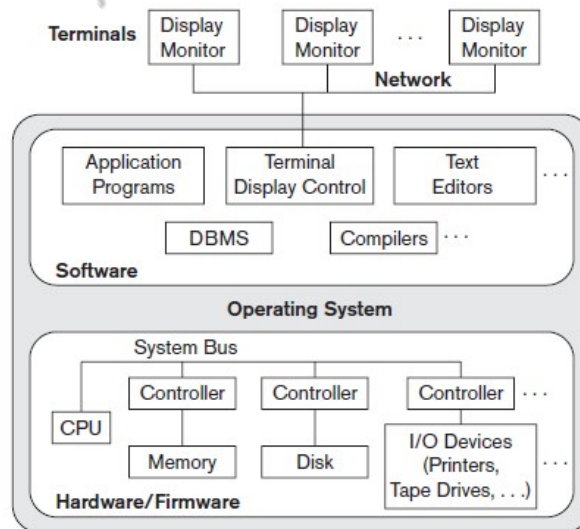 Terminals
Display
Monitor
Display
Monitor
. . .
Display
Monitor
Network
Application
Programs
Terminal
Display Control
Text
Editors
. . .
DBMS
Compilers
. . .
Software
Operating System
System Bus
Controller
Controller
Controller
. . .
CPU
Memory
Disk
I/O Devices
(Printers,
Tape Drives, . . .)
. . .
Hardware/Firmware